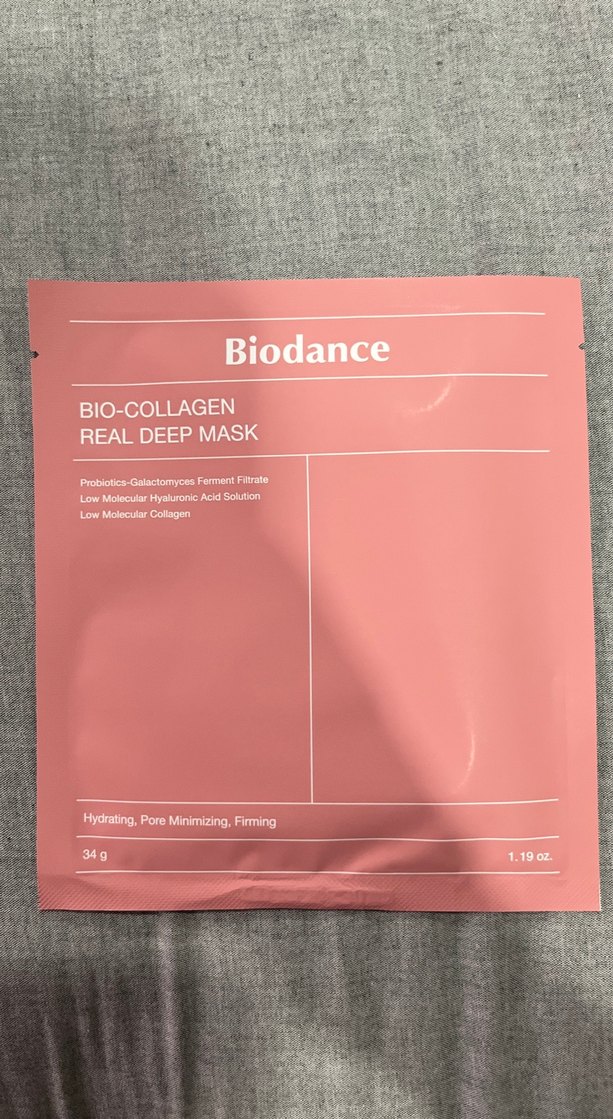 Biodance
BIO-COLLAGEN
REAL DEEP MASK
Probiotics-Galactomyces Ferment Filtrate
Low Molecular Hyaluronic Acid Solution
Low Molecular Collagen
Hydrating, Pore Minimizing, Firming
34 g
1.19 oz.